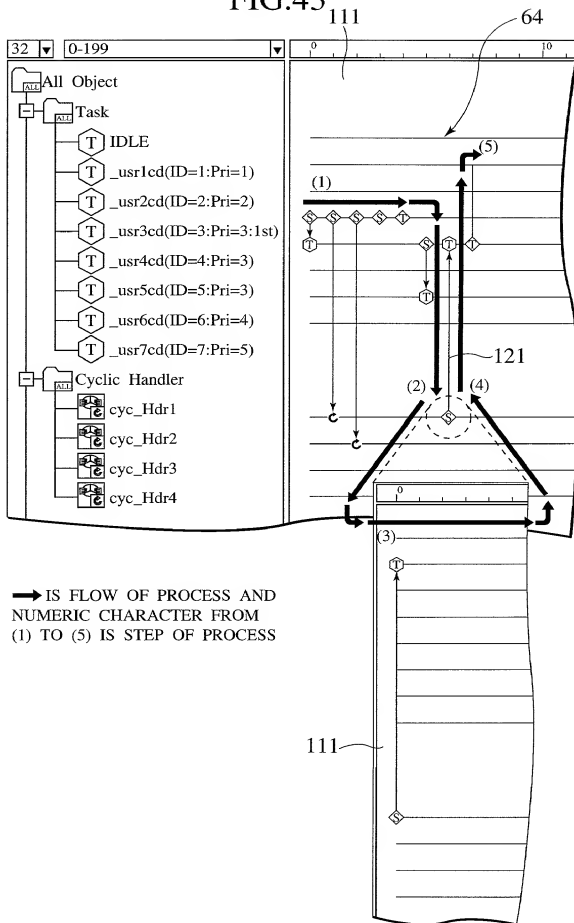 FIG.45
111
64
32
0-199
0
10
All Object
ALL
Task
ALL
T IDLE
T _usr1cd(ID=1:Pri=1)
T _usr2cd(ID=2:Pri=2)
T _usr3cd(ID=3:Pri=3:1st)
T _usr4cd(ID=4:Pri=3)
T _usr5cd(ID=5:Pri=3)
T _usr6cd(ID=6:Pri=4)
T _usr7cd(ID=7:Pri=5)
Cyclic Handler
ALL
cyc_Hdr1
cyc_Hdr2
cyc_Hdr3
cyc_Hdr4
(5)
(1)
S S S S T
T S T T
T
121
(2)
(4)
S
0
(3)
T
111
S
IS FLOW OF PROCESS AND
NUMERIC CHARACTER FROM
(1) TO (5) IS STEP OF PROCESS